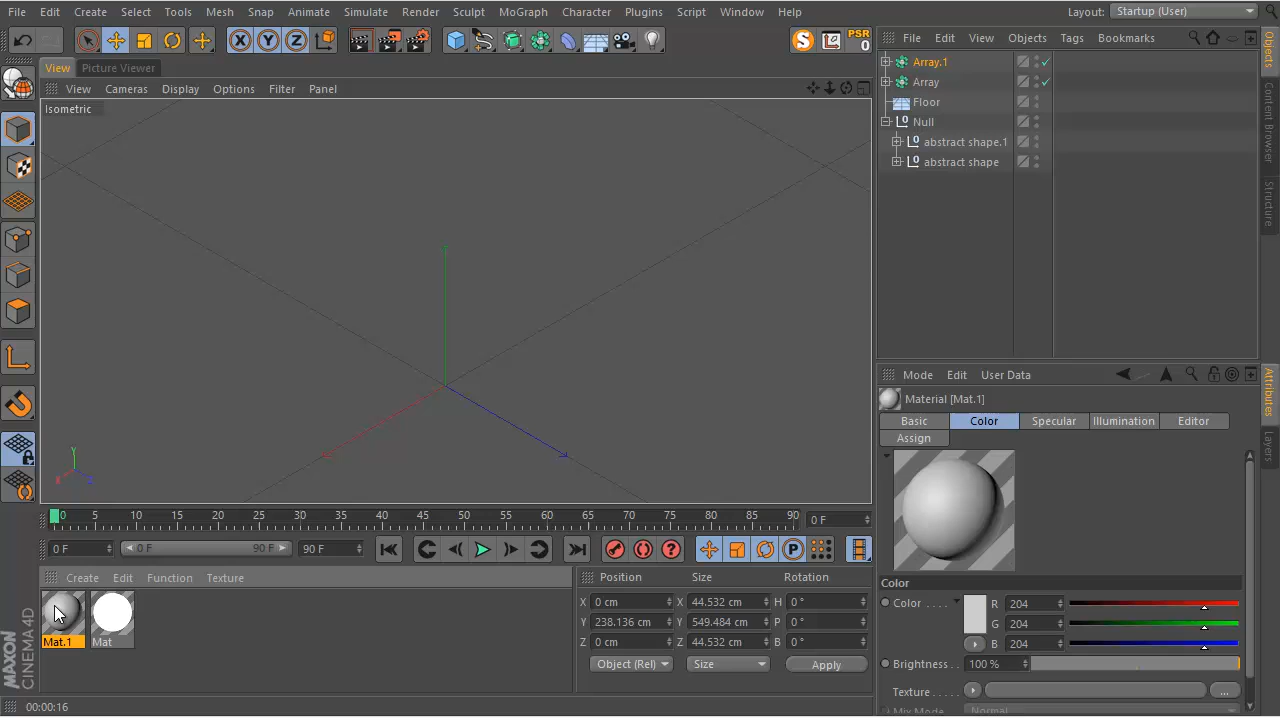 File Edit Create Select Tools Mesh Snap Animate Simulate Render Sculpt MoGraph Character Plugins Script Window Help Layout: Startup (User)
X Y Z S PSR 0
View Picture Viewer
File Edit View Objects Tags Bookmarks
View Cameras Display Options Filter Panel
Isometric
Array.1
Array
Floor
Null
abstract shape.1
abstract shape
Objects
Content Browser
Structure
Mode Edit User Data
Material [Mat.1]
Basic Color Specular Illumination Editor
Assign
Attributes
Layers
Color
Color R 204
G 204
B 204
Brightness 100 %
Texture ...
Mix Mode Normal
Y
0 5 10 15 20 25 30 35 40 45 50 55 60 65 70 75 80 85 90 0 F
0 F 0 F 90 F 90 F P
Create Edit Function Texture
Mat.1 Mat
Position Size Rotation
X 0 cm X 44.532 cm H 0 °
Y 238.136 cm Y 549.484 cm P 0 °
Z 0 cm Z 44.532 cm B 0 °
Object (Rel) Size Apply
MAXON CINEMA 4D
00:00:16